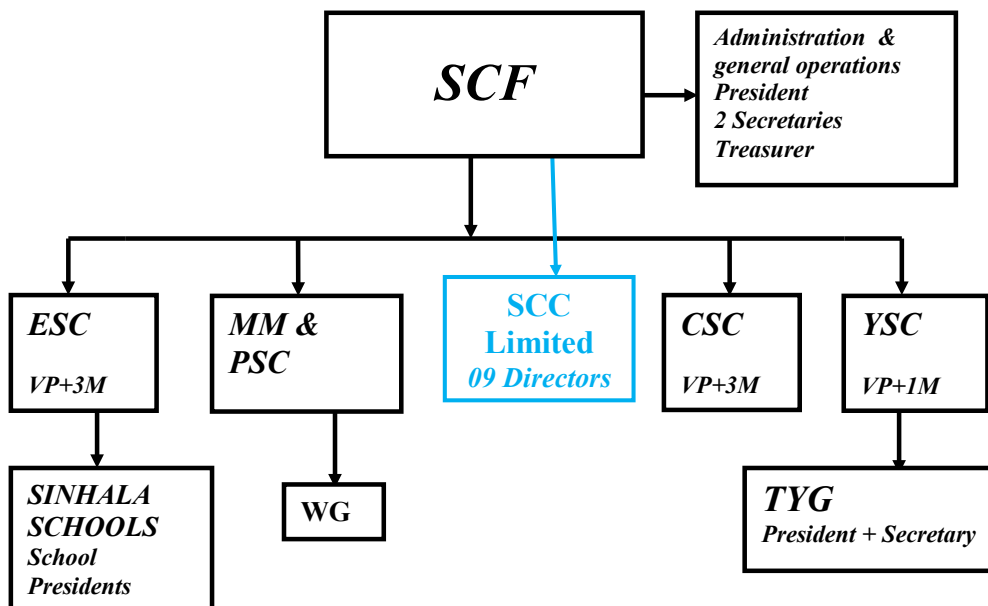 SCF
Administration &
general operations
President
2 Secretaries
Treasurer
ESC
VP+3M
MM &
PSC
SCC
Limited
09 Directors
CSC
VP+3M
YSC
VP+1M
SINHALA
SCHOOLS
School
Presidents
WG
TYG
President + Secretary